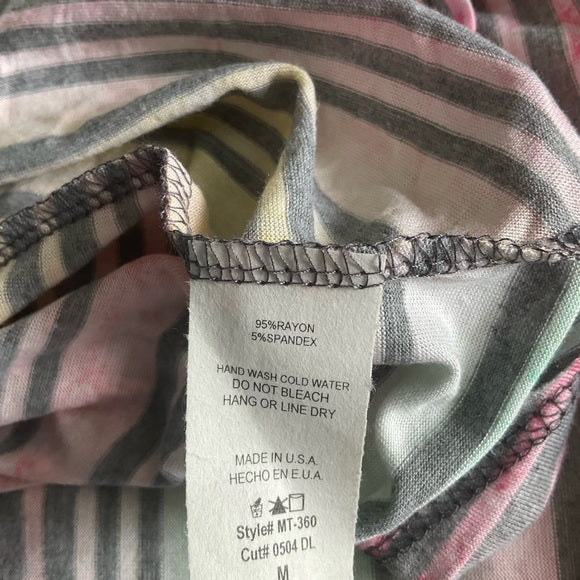 95%RAYON
5%SPANDEX
HAND WASH COLD WATER
DO NOT BLEACH
HANG OR LINE DRY
MADE IN U.S.A.
HECHO EN E.U.A.
Style# MT-360
Cut# 0504 DL
M